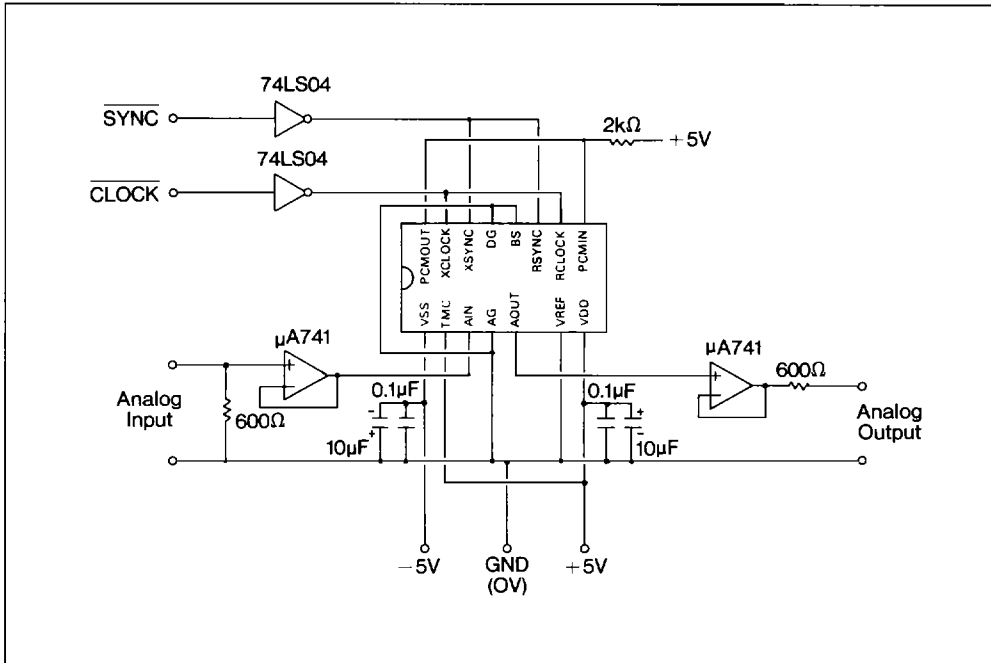 74LS04
SYNC
2kΩ
+5V
74LS04
CLOCK
PCMOUT
XCLOCK
XSYNC
DG
BS
RSYNC
RCLOCK
PCMIN
VSS
TMC
AIN
AG
AOUT
VREF
VDD
µA741
µA741
+
-
+
-
600Ω
Analog
Input
600Ω
0.1µF
-
+
10µF
0.1µF
+
-
10µF
Analog
Output
-5V
GND
(OV)
+5V